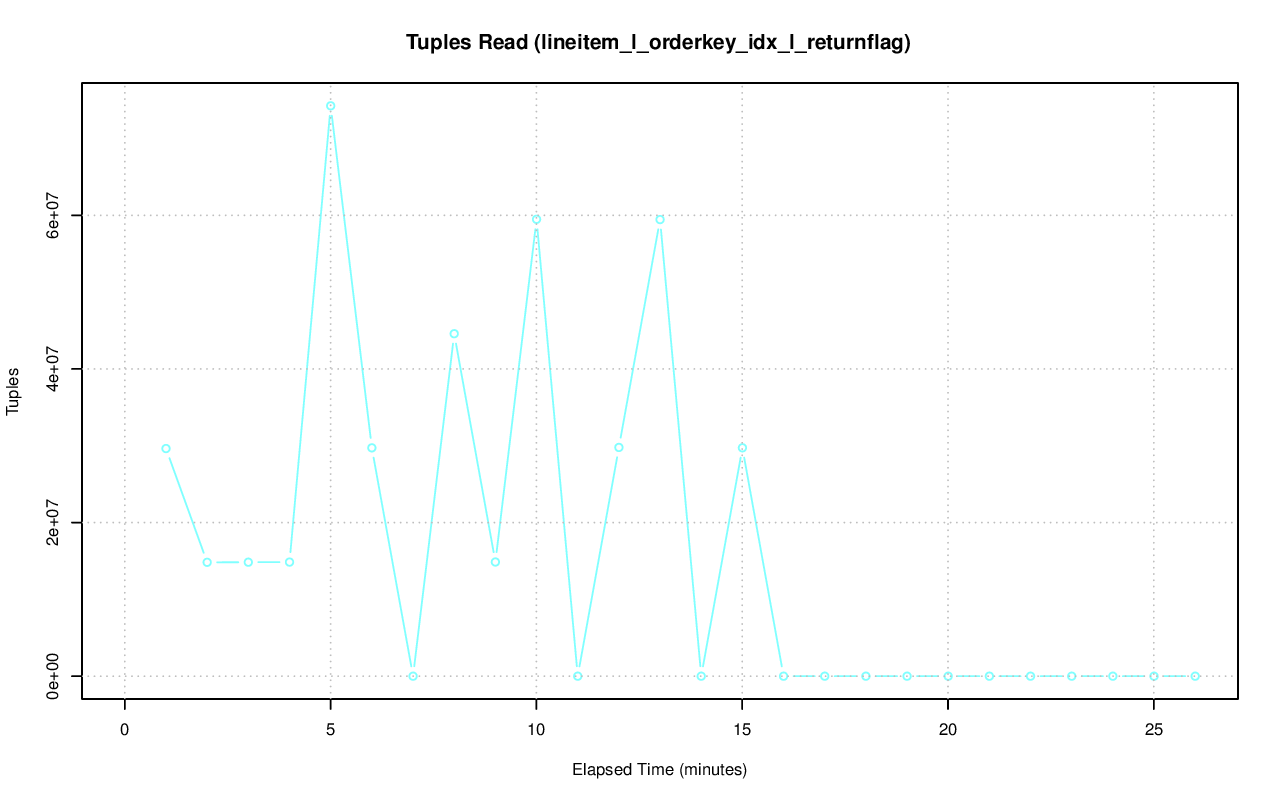 Tuples Read (lineitem_l_orderkey_idx_l_returnflag)
Tuples
6e+07
4e+07
2e+07
0e+00
0 5 10 15 20 25
Elapsed Time (minutes)